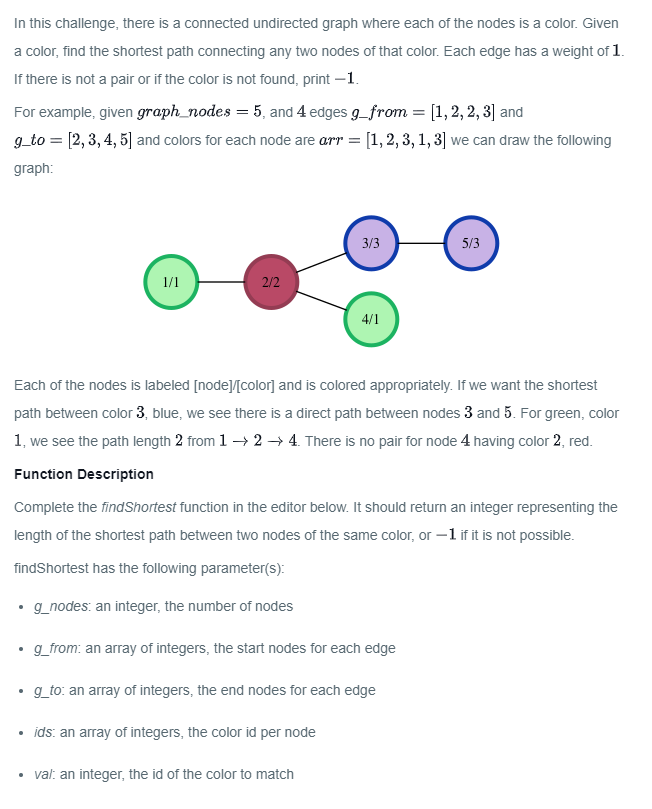 In this challenge, there is a connected undirected graph where each of the nodes is a color. Given
a color, find the shortest path connecting any two nodes of that color. Each edge has a weight of 1.
If there is not a pair or if the color is not found, print −1.
For example, given graph_nodes = 5, and 4 edges g_from = [1, 2, 2, 3] and
g_to = [2, 3, 4, 5] and colors for each node are arr = [1, 2, 3, 1, 3] we can draw the following
graph:
3/3 5/3
1/1 2/2
4/1
Each of the nodes is labeled [node]/[color] and is colored appropriately. If we want the shortest
path between color 3, blue, we see there is a direct path between nodes 3 and 5. For green, color
1, we see the path length 2 from 1 → 2 → 4. There is no pair for node 4 having color 2, red.
Function Description
Complete the findShortest function in the editor below. It should return an integer representing the
length of the shortest path between two nodes of the same color, or −1 if it is not possible.
findShortest has the following parameter(s):
• g_nodes: an integer, the number of nodes
• g_from: an array of integers, the start nodes for each edge
• g_to: an array of integers, the end nodes for each edge
• ids: an array of integers, the color id per node
• val: an integer, the id of the color to match